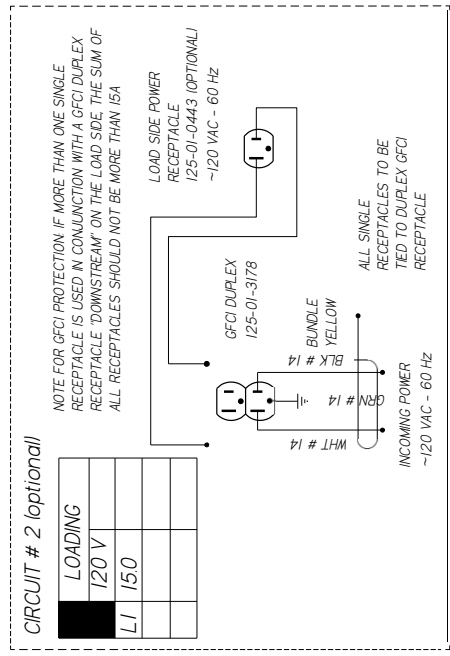 CIRCUIT # 2 (optional)
LOADING
120 V
L1 15.0
NOTE FOR GFCI PROTECTION: IF MORE THAN ONE SINGLE
RECEPTACLE IS USED IN CONJUNCTION WITH A GFCI DUPLEX
RECEPTACLE "DOWNSTREAM" ON THE LOAD SIDE, THE SUM OF
ALL RECEPTACLES SHOULD NOT BE MORE THAN 15A
LOAD SIDE POWER
RECEPTACLE
125-01-0443 (OPTIONAL)
~120 VAC - 60 Hz
GFCI DUPLEX
125-01-3178
BUNDLE
YELLOW
WHT # 14
GRN # 14
BLK # 14
INCOMING POWER
~120 VAC - 60 Hz
ALL SINGLE
RECEPTACLES TO BE
TIED TO DUPLEX GFCI
RECEPTACLE